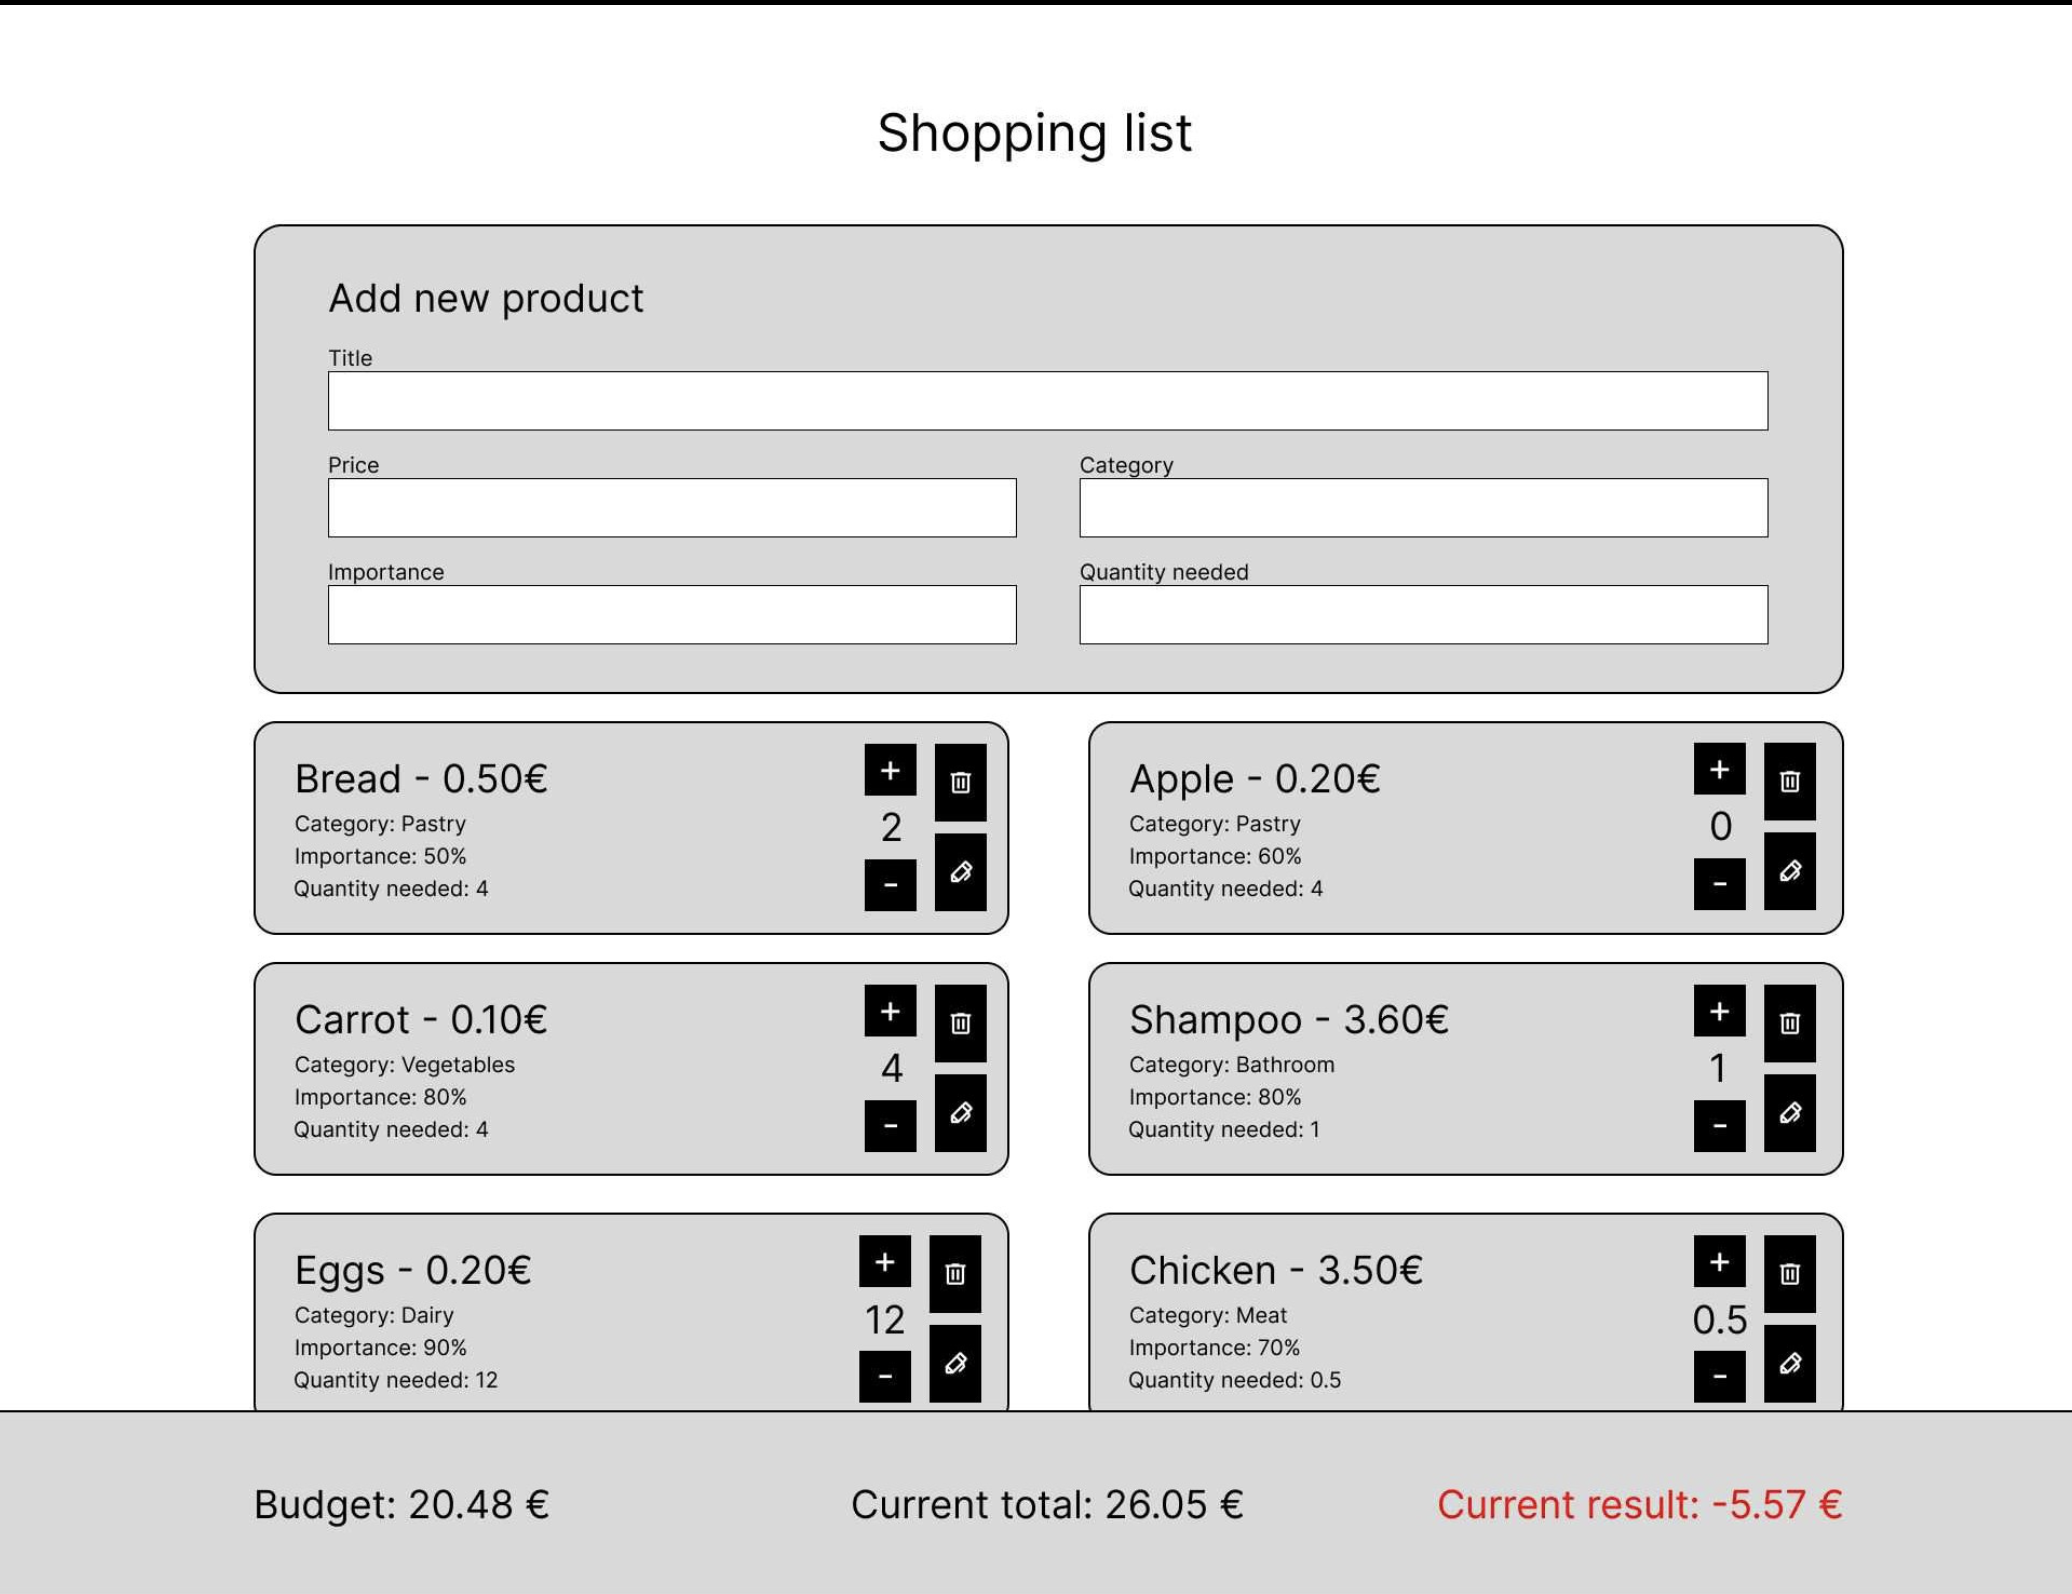 Shopping list
Add new product
Title
Price
Category
Importance
Quantity needed
Bread - 0.50€
Category: Pastry
Importance: 50%
Quantity needed: 4
+
2
-
Apple - 0.20€
Category: Pastry
Importance: 60%
Quantity needed: 4
+
0
-
Carrot - 0.10€
Category: Vegetables
Importance: 80%
Quantity needed: 4
+
4
-
Shampoo - 3.60€
Category: Bathroom
Importance: 80%
Quantity needed: 1
+
1
-
Eggs - 0.20€
Category: Dairy
Importance: 90%
Quantity needed: 12
+
12
-
Chicken - 3.50€
Category: Meat
Importance: 70%
Quantity needed: 0.5
+
0.5
-
Budget: 20.48 €
Current total: 26.05 €
Current result: -5.57 €